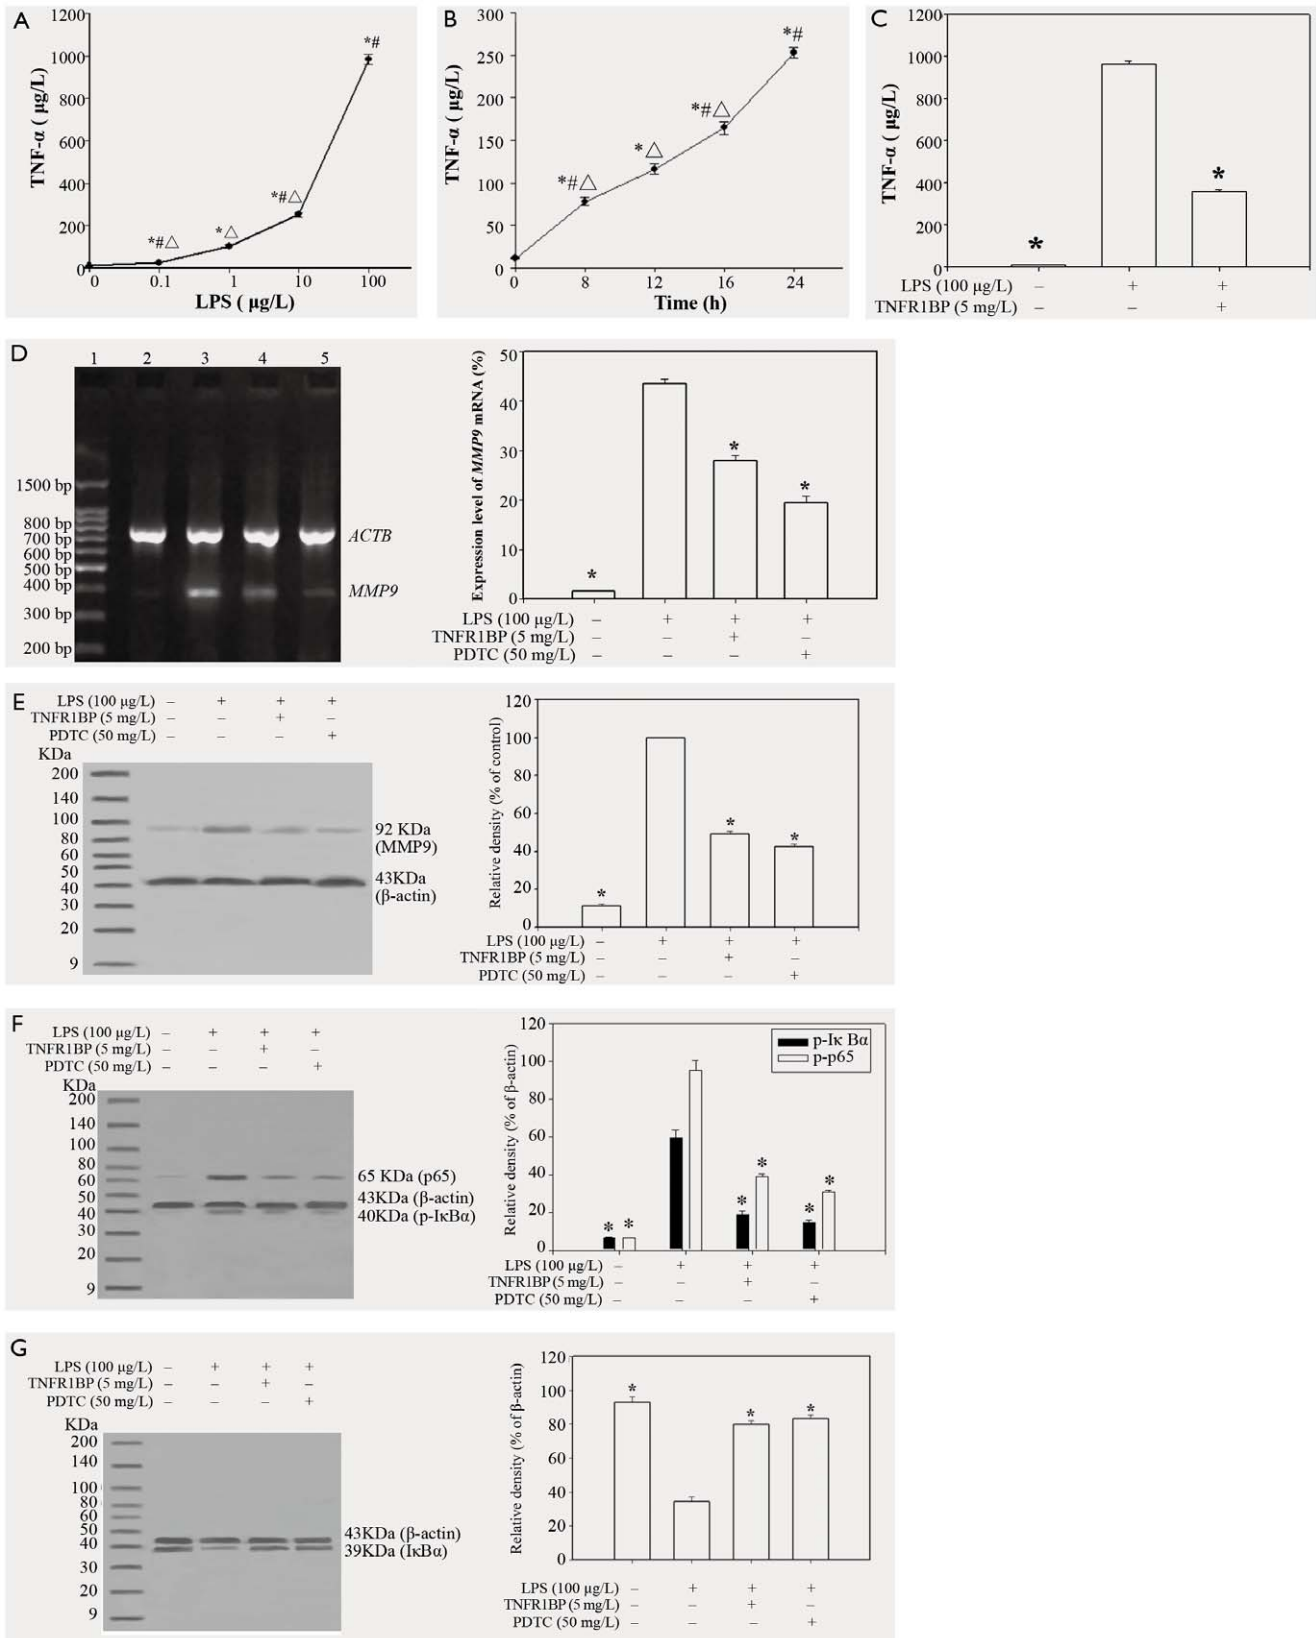 A
TNF-α ( μg/L)
1200
1000
800
600
400
200
0
*#△
*△
*#△
*#
0 0.1 1 10 100
LPS ( μg/L)
B
TNF-α ( μg/L)
300
250
200
150
100
50
0
*#△
*△
*#△
*#
0 8 12 16 24
Time (h)
C
TNF-α ( μg/L)
1200
1000
800
600
400
200
0
* *
LPS (100 μg/L) – + +
TNFR1BP (5 mg/L) – – +
D
1 2 3 4 5
1500 bp
800 bp
700 bp
600 bp
500 bp
400 bp
300 bp
200 bp
ACTB
MMP9
Expression level of MMP9 mRNA (%)
50
40
30
20
10
0
* * *
LPS (100 μg/L) – + + +
TNFR1BP (5 mg/L) – – + –
PDTC (50 mg/L) – – – +
E
LPS (100 μg/L) – + + +
TNFR1BP (5 mg/L) – – + –
PDTC (50 mg/L) – – – +
KDa
200
140
100
80
60
50
40
30
20
9
92 KDa
(MMP9)
43KDa
(β-actin)
Relative density (% of control)
120
100
80
60
40
20
0
* * *
LPS (100 μg/L) – + + +
TNFR1BP (5 mg/L) – – + –
PDTC (50 mg/L) – – – +
F
LPS (100 μg/L) – + + +
TNFR1BP (5 mg/L) – – + –
PDTC (50 mg/L) – – – +
KDa
200
140
100
80
60
50
40
30
20
9
65 KDa (p65)
43KDa (β-actin)
40KDa (p-IκBα)
Relative density (% of β-actin)
120
100
80
60
40
20
0
p-Iκ Bα
p-p65
* * * * * *
LPS (100 μg/L) – + + +
TNFR1BP (5 mg/L) – – + –
PDTC (50 mg/L) – – – +
G
LPS (100 μg/L) – + + +
TNFR1BP (5 mg/L) – – + –
PDTC (50 mg/L) – – – +
KDa
200
140
100
80
60
50
40
30
20
9
43KDa (β-actin)
39KDa (IκBα)
Relative density (% of β-actin)
120
100
80
60
40
20
0
* * *
LPS (100 μg/L) – + + +
TNFR1BP (5 mg/L) – – + –
PDTC (50 mg/L) – – – +